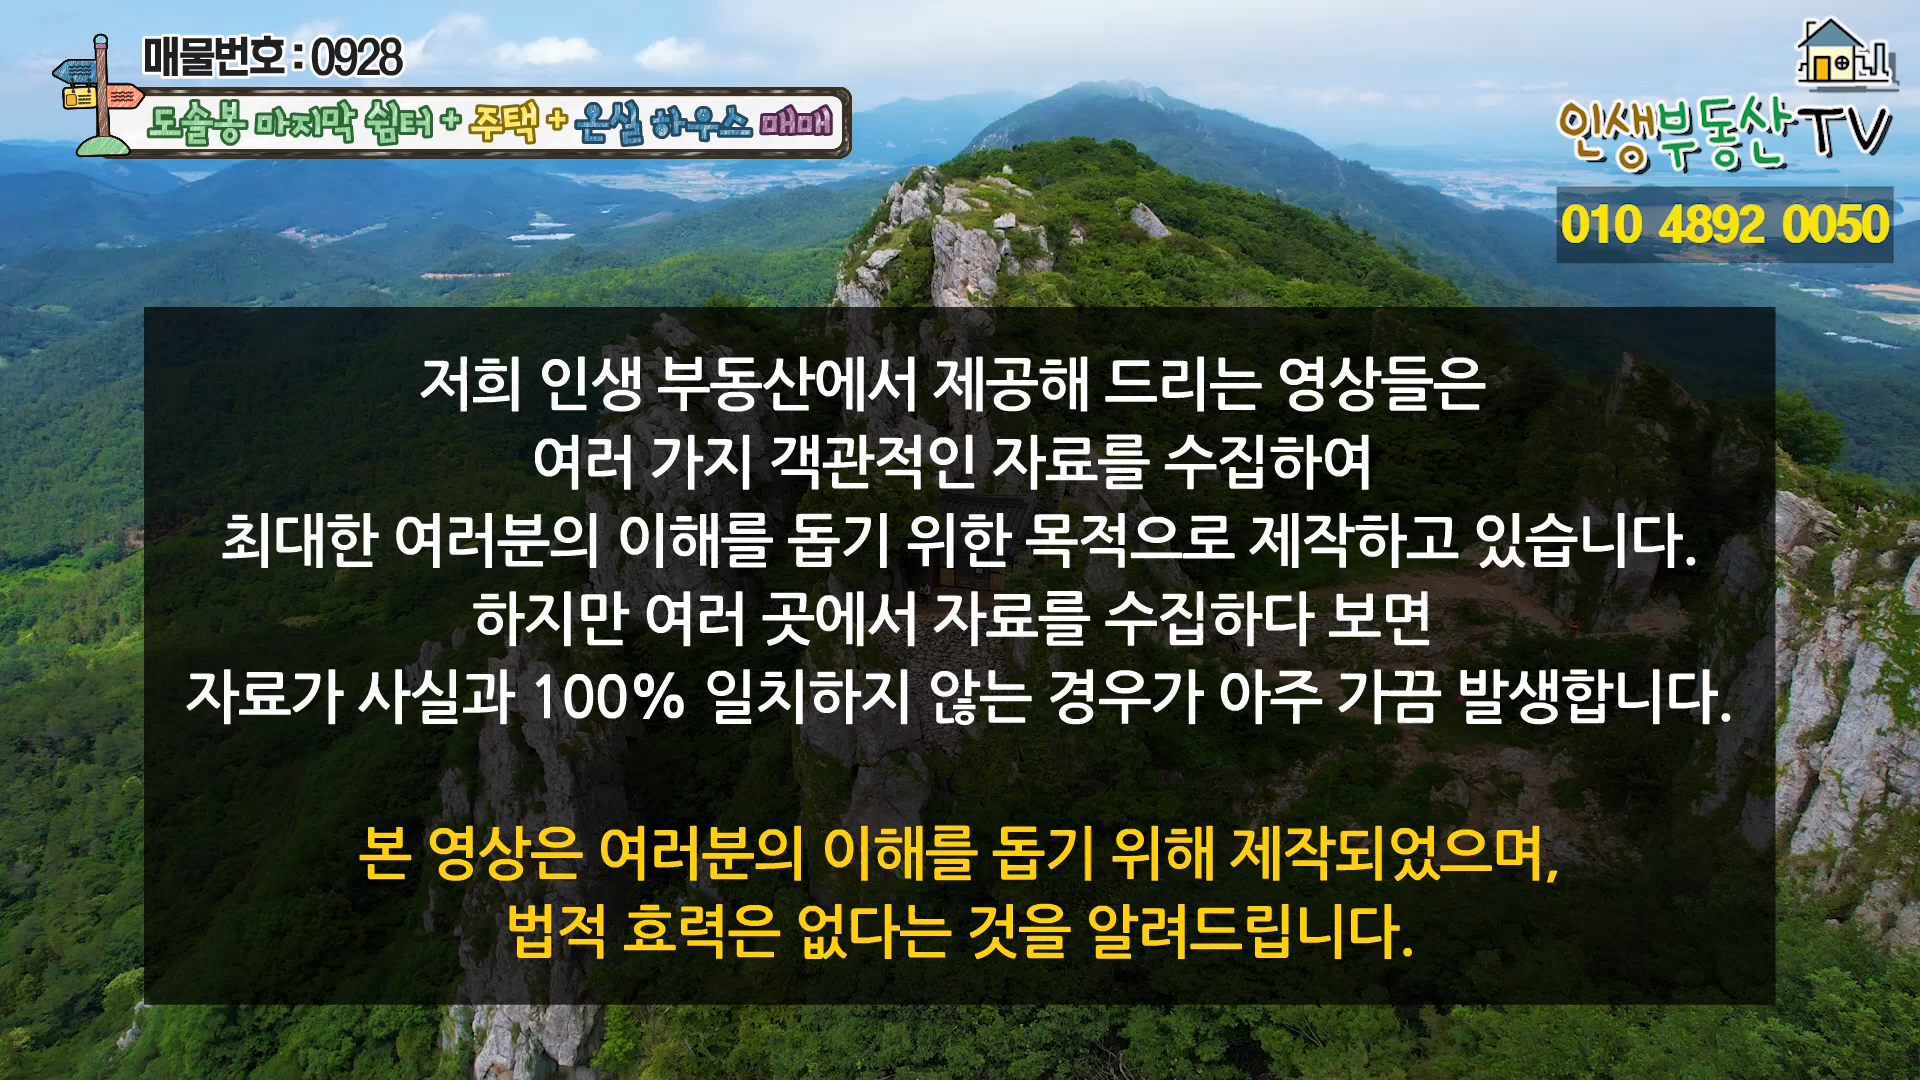 매물번호 : 0928
도솔봉 마지막 쉼터 + 주택 + 온실 하우스 매매
인생부동산 TV
010 4892 0050
저희 인생 부동산에서 제공해 드리는 영상들은
여러 가지 객관적인 자료를 수집하여
최대한 여러분의 이해를 돕기 위한 목적으로 제작하고 있습니다.
하지만 여러 곳에서 자료를 수집하다 보면
자료가 사실과 100% 일치하지 않는 경우가 아주 가끔 발생합니다.
본 영상은 여러분의 이해를 돕기 위해 제작되었으며,
법적 효력은 없다는 것을 알려드립니다.